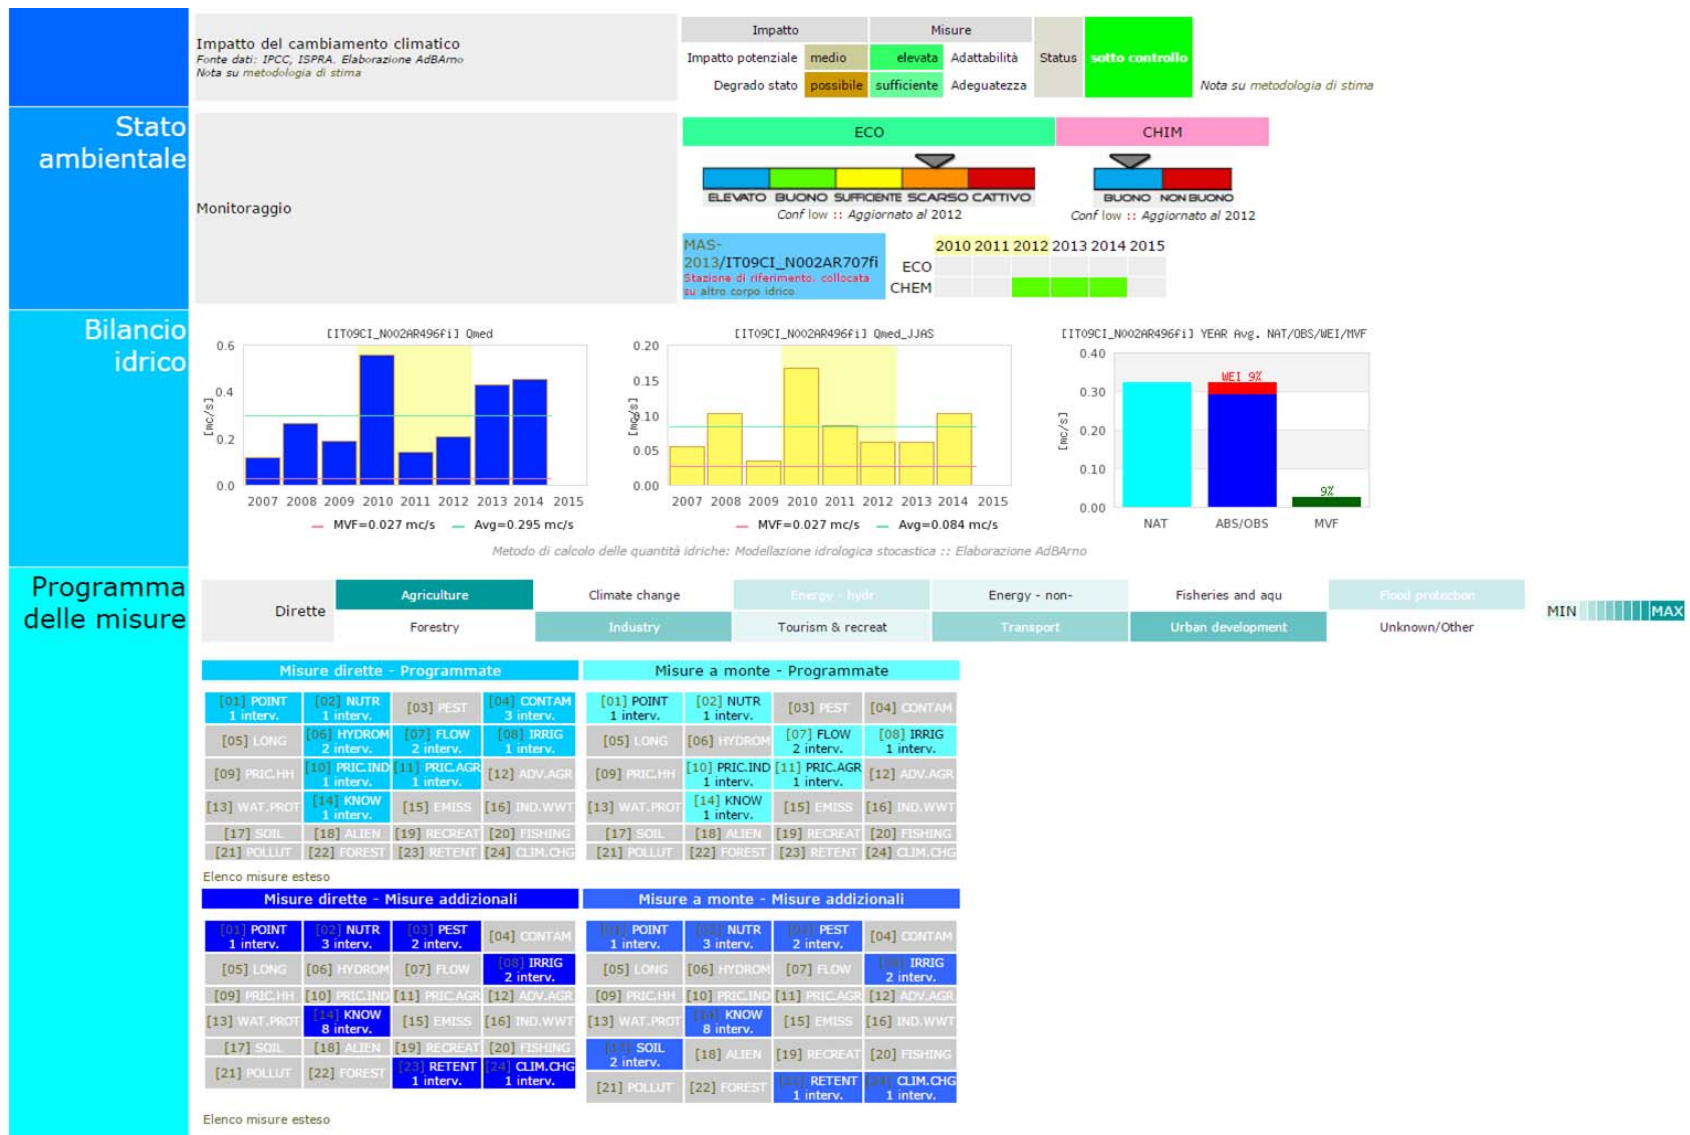 Impatto del cambiamento climatico
Fonte dati: IPCC, ISPRA. Elaborazione AdBArno
Nota su metodologia di stima
Impatto Misure
Impatto potenziale medio elevata Adattabilità Status sotto controllo
Degrado stato possibile sufficiente Adeguatezza Nota su metodologia di stima
Stato ambientale
Monitoraggio
ECO CHIM
ELEVATO BUONO SUFFICIENTE SCARSO CATTIVO BUONO NON BUONO
Conf low :: Aggiornato al 2012 Conf low :: Aggiornato al 2012
MAS-
2013/IT09CI_N002AR707fi
Stazione di riferimento, collocata
su altro corpo idrico
2010 2011 2012 2013 2014 2015
ECO
CHEM
Bilancio idrico
[IT09CI_N002AR496fi] Qmed
[mc/s]
0.6
0.4
0.2
0.0
2007 2008 2009 2010 2011 2012 2013 2014 2015
MVF=0.027 mc/s Avg=0.295 mc/s
[IT09CI_N002AR496fi] Qmed_JJAS
[mc/s]
0.20
0.15
0.10
0.05
0.00
2007 2008 2009 2010 2011 2012 2013 2014 2015
MVF=0.027 mc/s Avg=0.084 mc/s
[IT09CI_N002AR496fi] YEAR Avg. NAT/OBS/WEI/MVF
[mc/s]
0.40
0.30
0.20
0.10
0.00
WEI 9%
9%
NAT ABS/OBS MVF
Metodo di calcolo delle quantità idriche: Modellazione idrologica stocastica :: Elaborazione AdBArno
Programma delle misure
Dirette
Agriculture Climate change Energy - hydr Energy - non- Fisheries and aqu Flood protection
Forestry Industry Tourism & recreat Transport Urban development Unknown/Other
MIN MAX
Misure dirette - Programmate
[01] POINT 1 interv. [02] NUTR 1 interv. [03] PEST [04] CONTAM 3 interv.
[05] LONG [06] HYDROM 2 interv. [07] FLOW 2 interv. [08] IRRIG 1 interv.
[09] PRIC.HH [10] PRIC.IND 1 interv. [11] PRIC.AGR 1 interv. [12] ADV.AGR
[13] WAT.PROT [14] KNOW 1 interv. [15] EMISS [16] IND.WWT
[17] SOIL [18] ALIEN [19] RECREAT [20] FISHING
[21] POLLUT [22] FOREST [23] RETENT [24] CLIM.CHG
Misure a monte - Programmate
[01] POINT 1 interv. [02] NUTR 1 interv. [03] PEST [04] CONTAM
[05] LONG [06] HYDROM [07] FLOW 2 interv. [08] IRRIG 1 interv.
[09] PRIC.HH [10] PRIC.IND 1 interv. [11] PRIC.AGR 1 interv. [12] ADV.AGR
[13] WAT.PROT [14] KNOW 1 interv. [15] EMISS [16] IND.WWT
[17] SOIL [18] ALIEN [19] RECREAT [20] FISHING
[21] POLLUT [22] FOREST [23] RETENT [24] CLIM.CHG
Elenco misure esteso
Misure dirette - Misure addizionali
[01] POINT 1 interv. [02] NUTR 3 interv. [03] PEST 2 interv. [04] CONTAM
[05] LONG [06] HYDROM [07] FLOW [08] IRRIG 2 interv.
[09] PRIC.HH [10] PRIC.IND [11] PRIC.AGR [12] ADV.AGR
[13] WAT.PROT [14] KNOW 8 interv. [15] EMISS [16] IND.WWT
[17] SOIL [18] ALIEN [19] RECREAT [20] FISHING
[21] POLLUT [22] FOREST [23] RETENT 1 interv. [24] CLIM.CHG 1 interv.
Misure a monte - Misure addizionali
POINT 1 interv. NUTR 3 interv. PEST 2 interv. [04] CONTAM
[05] LONG [06] HYDROM [07] FLOW IRRIG 2 interv.
[09] PRIC.HH [10] PRIC.IND [11] PRIC.AGR [12] ADV.AGR
[13] WAT.PROT KNOW 8 interv. [15] EMISS [16] IND.WWT
SOIL 2 interv. [18] ALIEN [19] RECREAT [20] FISHING
[21] POLLUT [22] FOREST RETENT 1 interv. CLIM.CHG 1 interv.
Elenco misure esteso